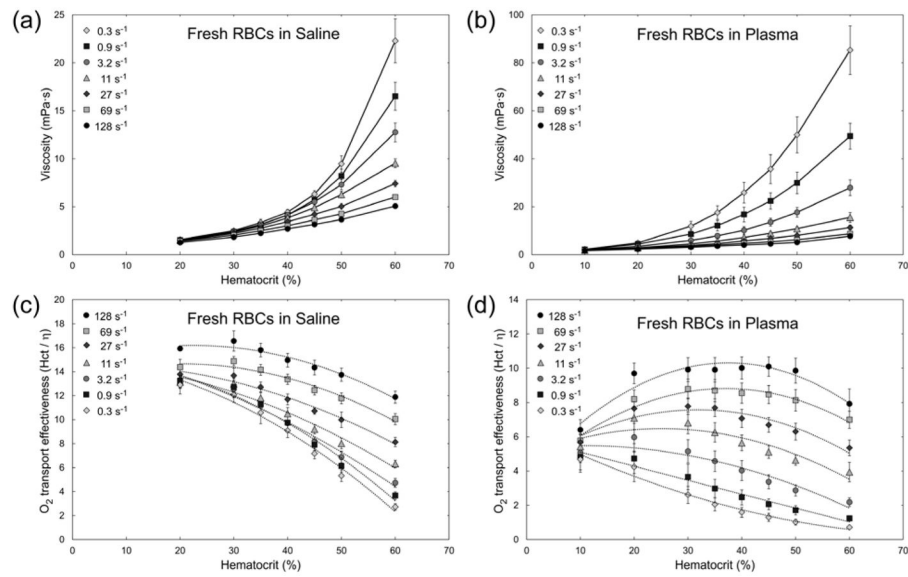 (a)
Fresh RBCs in Saline
0.3 s⁻¹
0.9 s⁻¹
3.2 s⁻¹
11 s⁻¹
27 s⁻¹
69 s⁻¹
128 s⁻¹
Viscosity (mPa·s)
25
20
15
10
5
0
0 10 20 30 40 50 60 70
Hematocrit (%)
(b)
Fresh RBCs in Plasma
0.3 s⁻¹
0.9 s⁻¹
3.2 s⁻¹
11 s⁻¹
27 s⁻¹
69 s⁻¹
128 s⁻¹
Viscosity (mPa·s)
100
80
60
40
20
0
0 10 20 30 40 50 60 70
Hematocrit (%)
(c)
Fresh RBCs in Saline
128 s⁻¹
69 s⁻¹
27 s⁻¹
11 s⁻¹
3.2 s⁻¹
0.9 s⁻¹
0.3 s⁻¹
O₂ transport effectiveness (Hct / η)
20
18
16
14
12
10
8
6
4
2
0
0 10 20 30 40 50 60 70
Hematocrit (%)
(d)
Fresh RBCs in Plasma
128 s⁻¹
69 s⁻¹
27 s⁻¹
11 s⁻¹
3.2 s⁻¹
0.9 s⁻¹
0.3 s⁻¹
O₂ transport effectiveness (Hct / η)
14
12
10
8
6
4
2
0
0 10 20 30 40 50 60 70
Hematocrit (%)